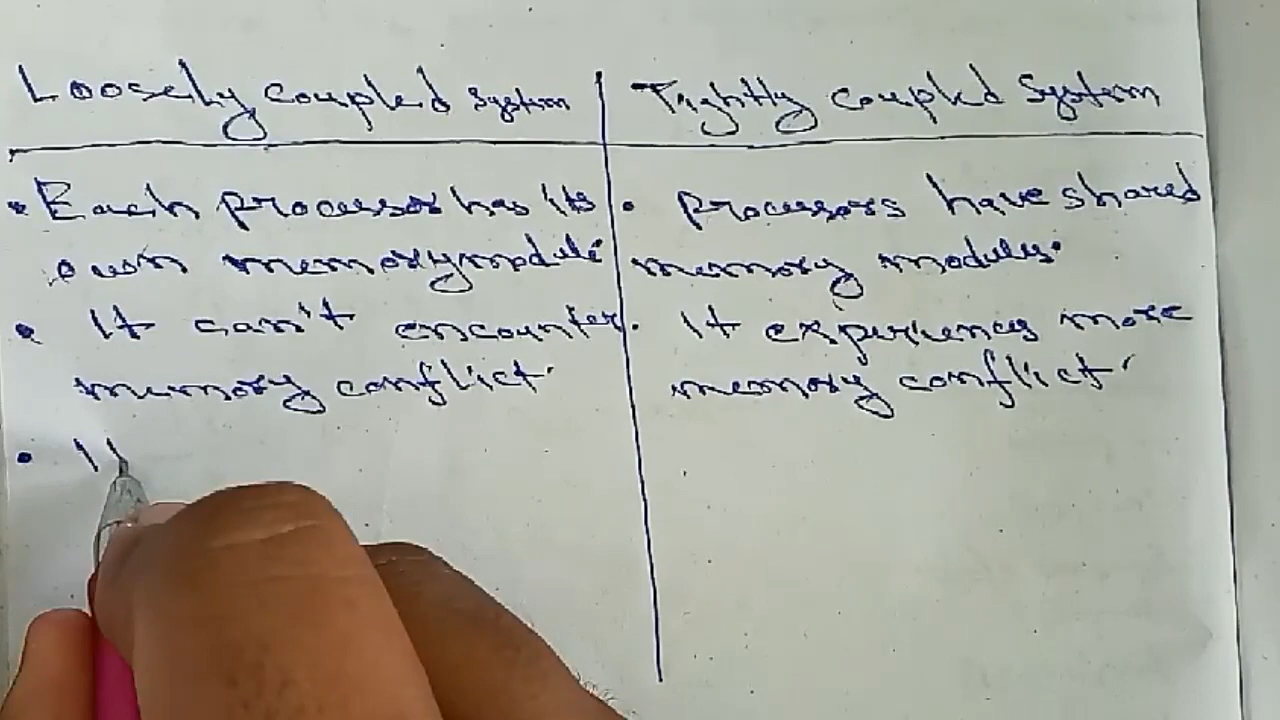 Loosely coupled system
Tightly coupled system
• Each processor has its
own memory module.
• It can't encounter
memory conflict.
• Processors have shared
memory modules.
• It experiences more
memory conflict.
•